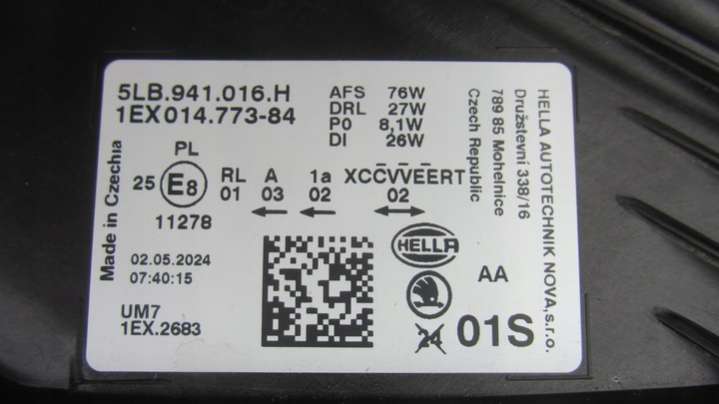 5LB.941.016.H
1EX 014.773-84
AFS 76W
DRL 27W
P0 8,1W
DI 26W
PL
25 E8
11278
RL A 1a XCC̅V̅V̅E̅ERT
01 03 02 02
Made in Czechia
02.05.2024
07:40:15
UM7
1EX.2683
HELLA
AA
01S
HELLA AUTOTECHNIK NOVA,s.r.o.
Družstevní 338/16
789 85 Mohelnice
Czech Republic